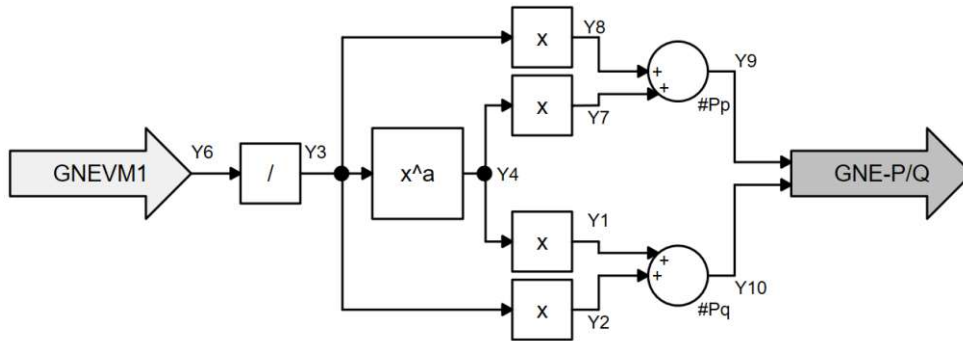 x
Y8
+
Y9
+
x
Y7
#Pp
GNEVM1
Y6
/
Y3
x^a
Y4
GNE-P/Q
x
Y1
+
+
Y10
x
Y2
#Pq